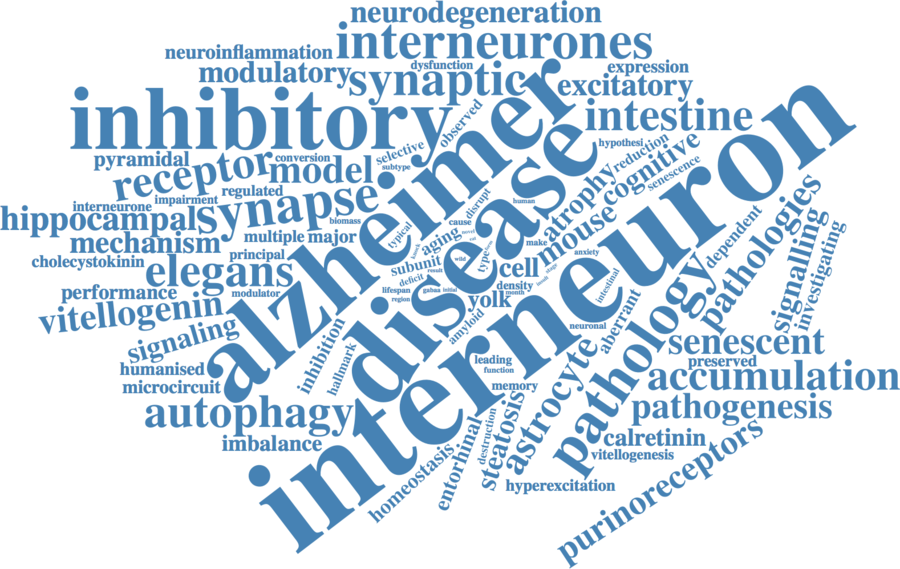 neurodegeneration
neuroinflammation
interneurones
modulatory
synaptic
dysfunction
expression
excitatory
inhibitory
alzheimer
observed
intestine
pyramidal
receptor
conversion
model
selective
subtype
hypothesi
reduction
cognitive
senescence
interneurone
impairment
regulated
hippocampal
synapse
biomass
disease
human
atrophy
mouse
interneuron
mechanism
multiple
major
typical
aging
cause
disrupt
novel
make
anxiety
dependent
pathologies
signalling
investigating
cholecystokinin
elegans
principal
subunit
wild
type
cell
performance
modulator
deficit
result
lifespan
region
gabaa
initial
density
month
stage
intestinal
yolk
vitellogenin
signaling
inhibition
hallmark
amyloid
neuronal
aberrant
pathology
senescent
preserved
humanised
microcircuit
leading
function
memory
astrocyte
accumulation
autophagy
imbalance
pathogenesis
homeostasis
entorhinal
destruction
steatosis
calretinin
vitellogenesis
hyperexcitation
purinoreceptors